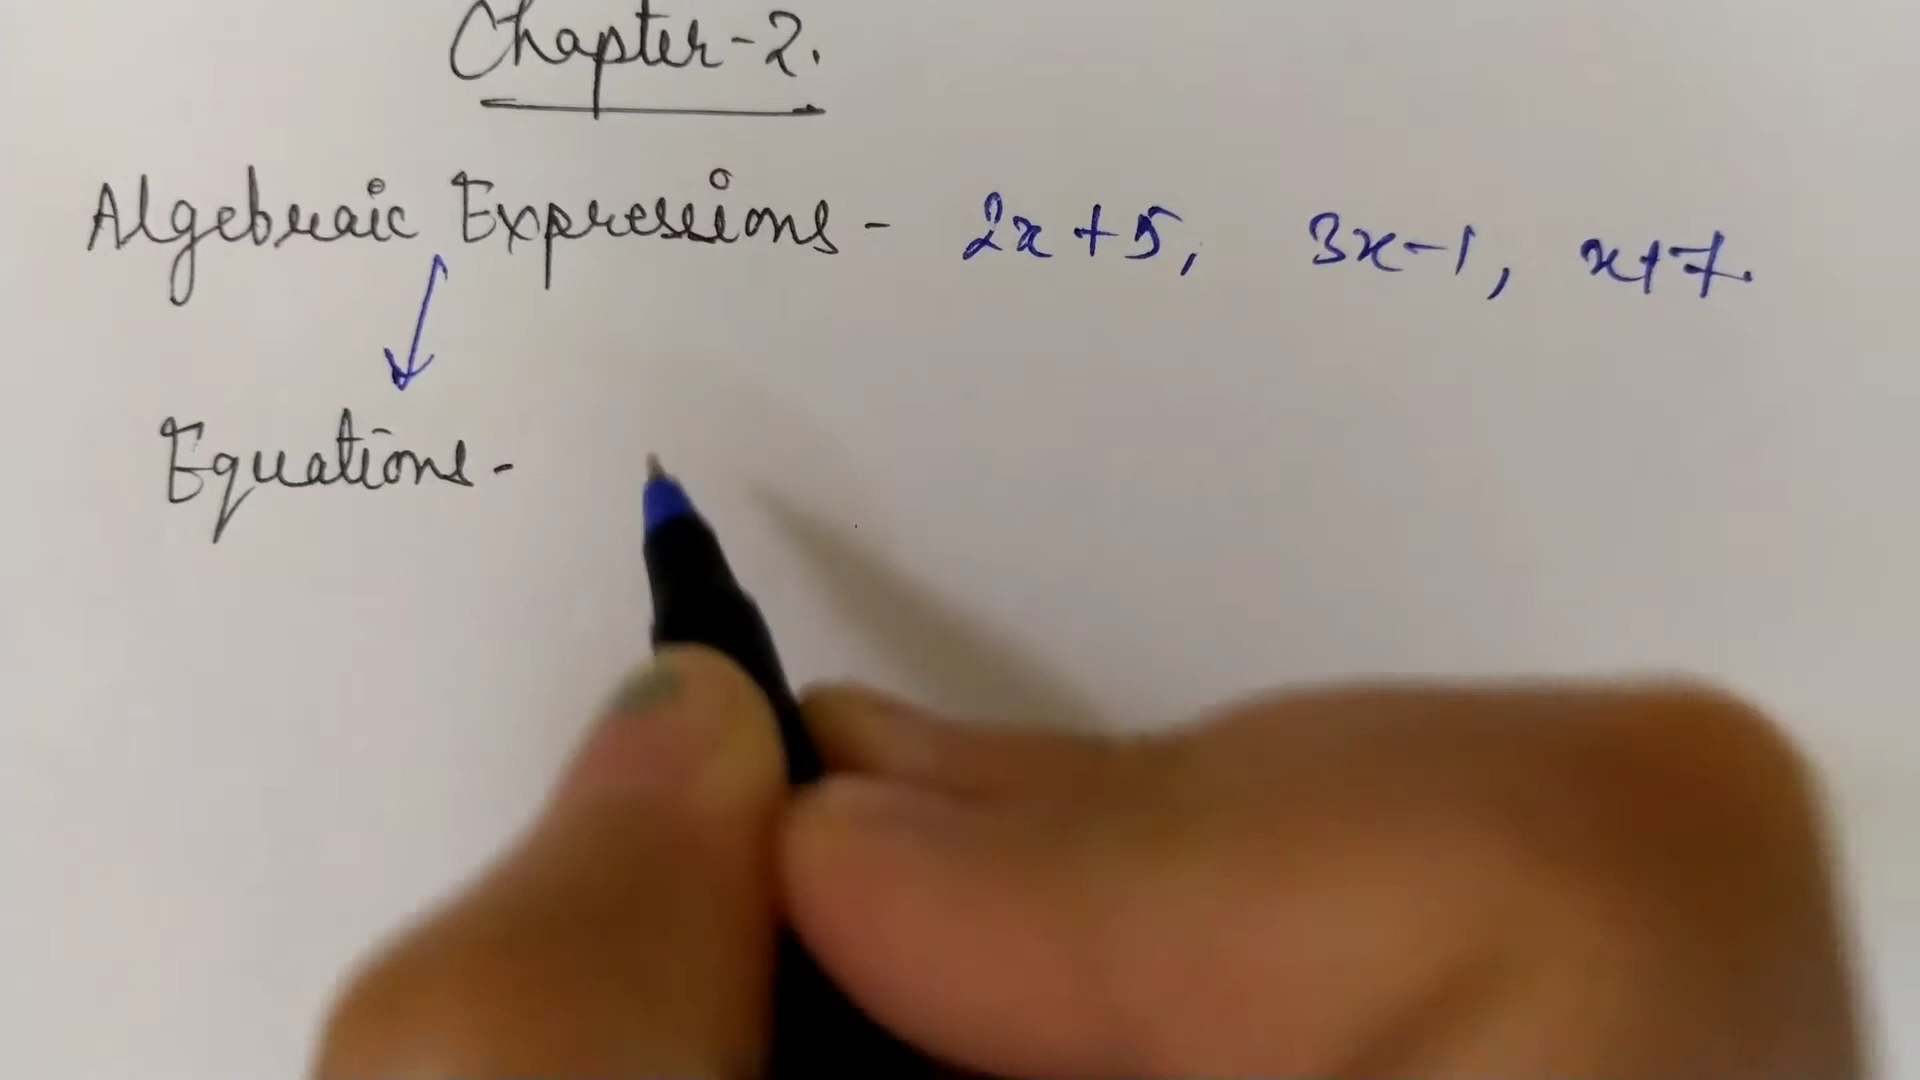 Chapter-2.
Algebraic Expressions - 2x+5, 3x-1, x+7.
Equations -